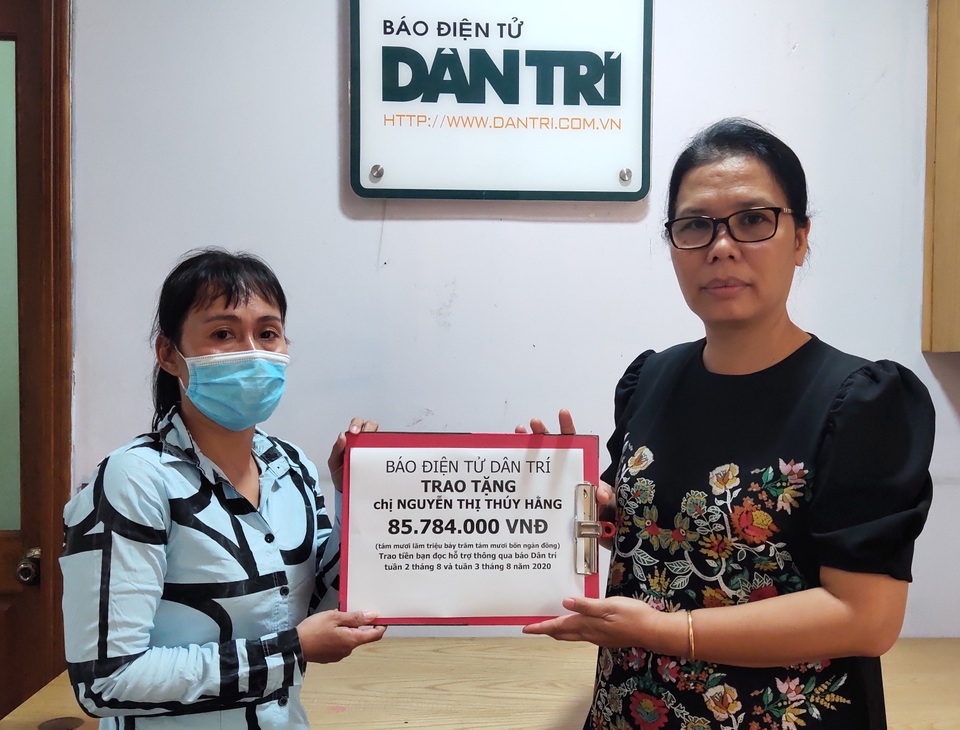 BÁO ĐIỆN TỬ
DÂN TRÍ
HTTP://WWW.DANTRI.COM.VN
BÁO ĐIỆN TỬ DÂN TRÍ
TRAO TẶNG
chị NGUYỄN THỊ THÚY HẰNG
85.784.000 VNĐ
(tám mươi lăm triệu bảy trăm tám mươi bốn ngàn đồng)
Trao tiền bạn đọc hỗ trợ thông qua báo Dân trí
tuần 2 tháng 8 và tuần 3 tháng 8 năm 2020